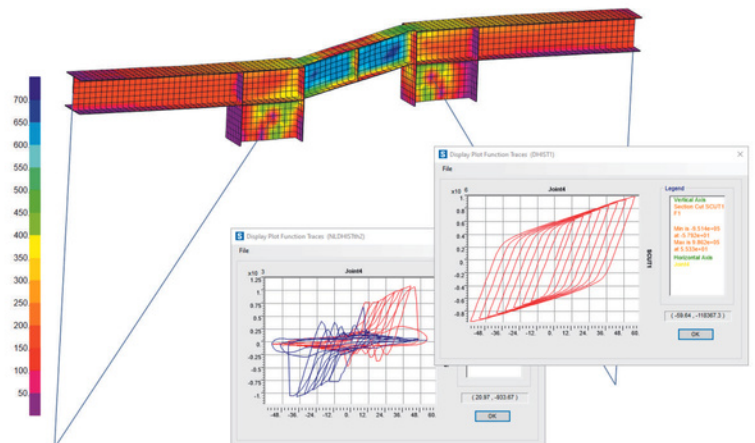 700
650
600
550
500
450
400
350
300
250
200
150
100
50
S Display Plot Function Traces (DHIST1)
File
Joint4
x10 6
1.
0.8
0.6
0.4
0.2
0.
-0.2
-0.4
-0.6
-0.8
-48. -36. -24. -12. 0. 12. 24. 36. 48. 60.
SCUT1
Legend
Vertical Axis
Section Cut SCUT1
F1
Horizontal Axis
Joint4
( -59.64 , -118367.3 )
OK
S Display Plot Function Traces (NLDHISTth2)
File
Joint4
x10 3
1.25
1.
0.75
0.5
0.25
0.
-0.25
-0.5
-0.75
-1.
-48. -36. -24. -12. 0. 12. 24. 36. 48. 60.
( 20.97 , -803.67 )
OK